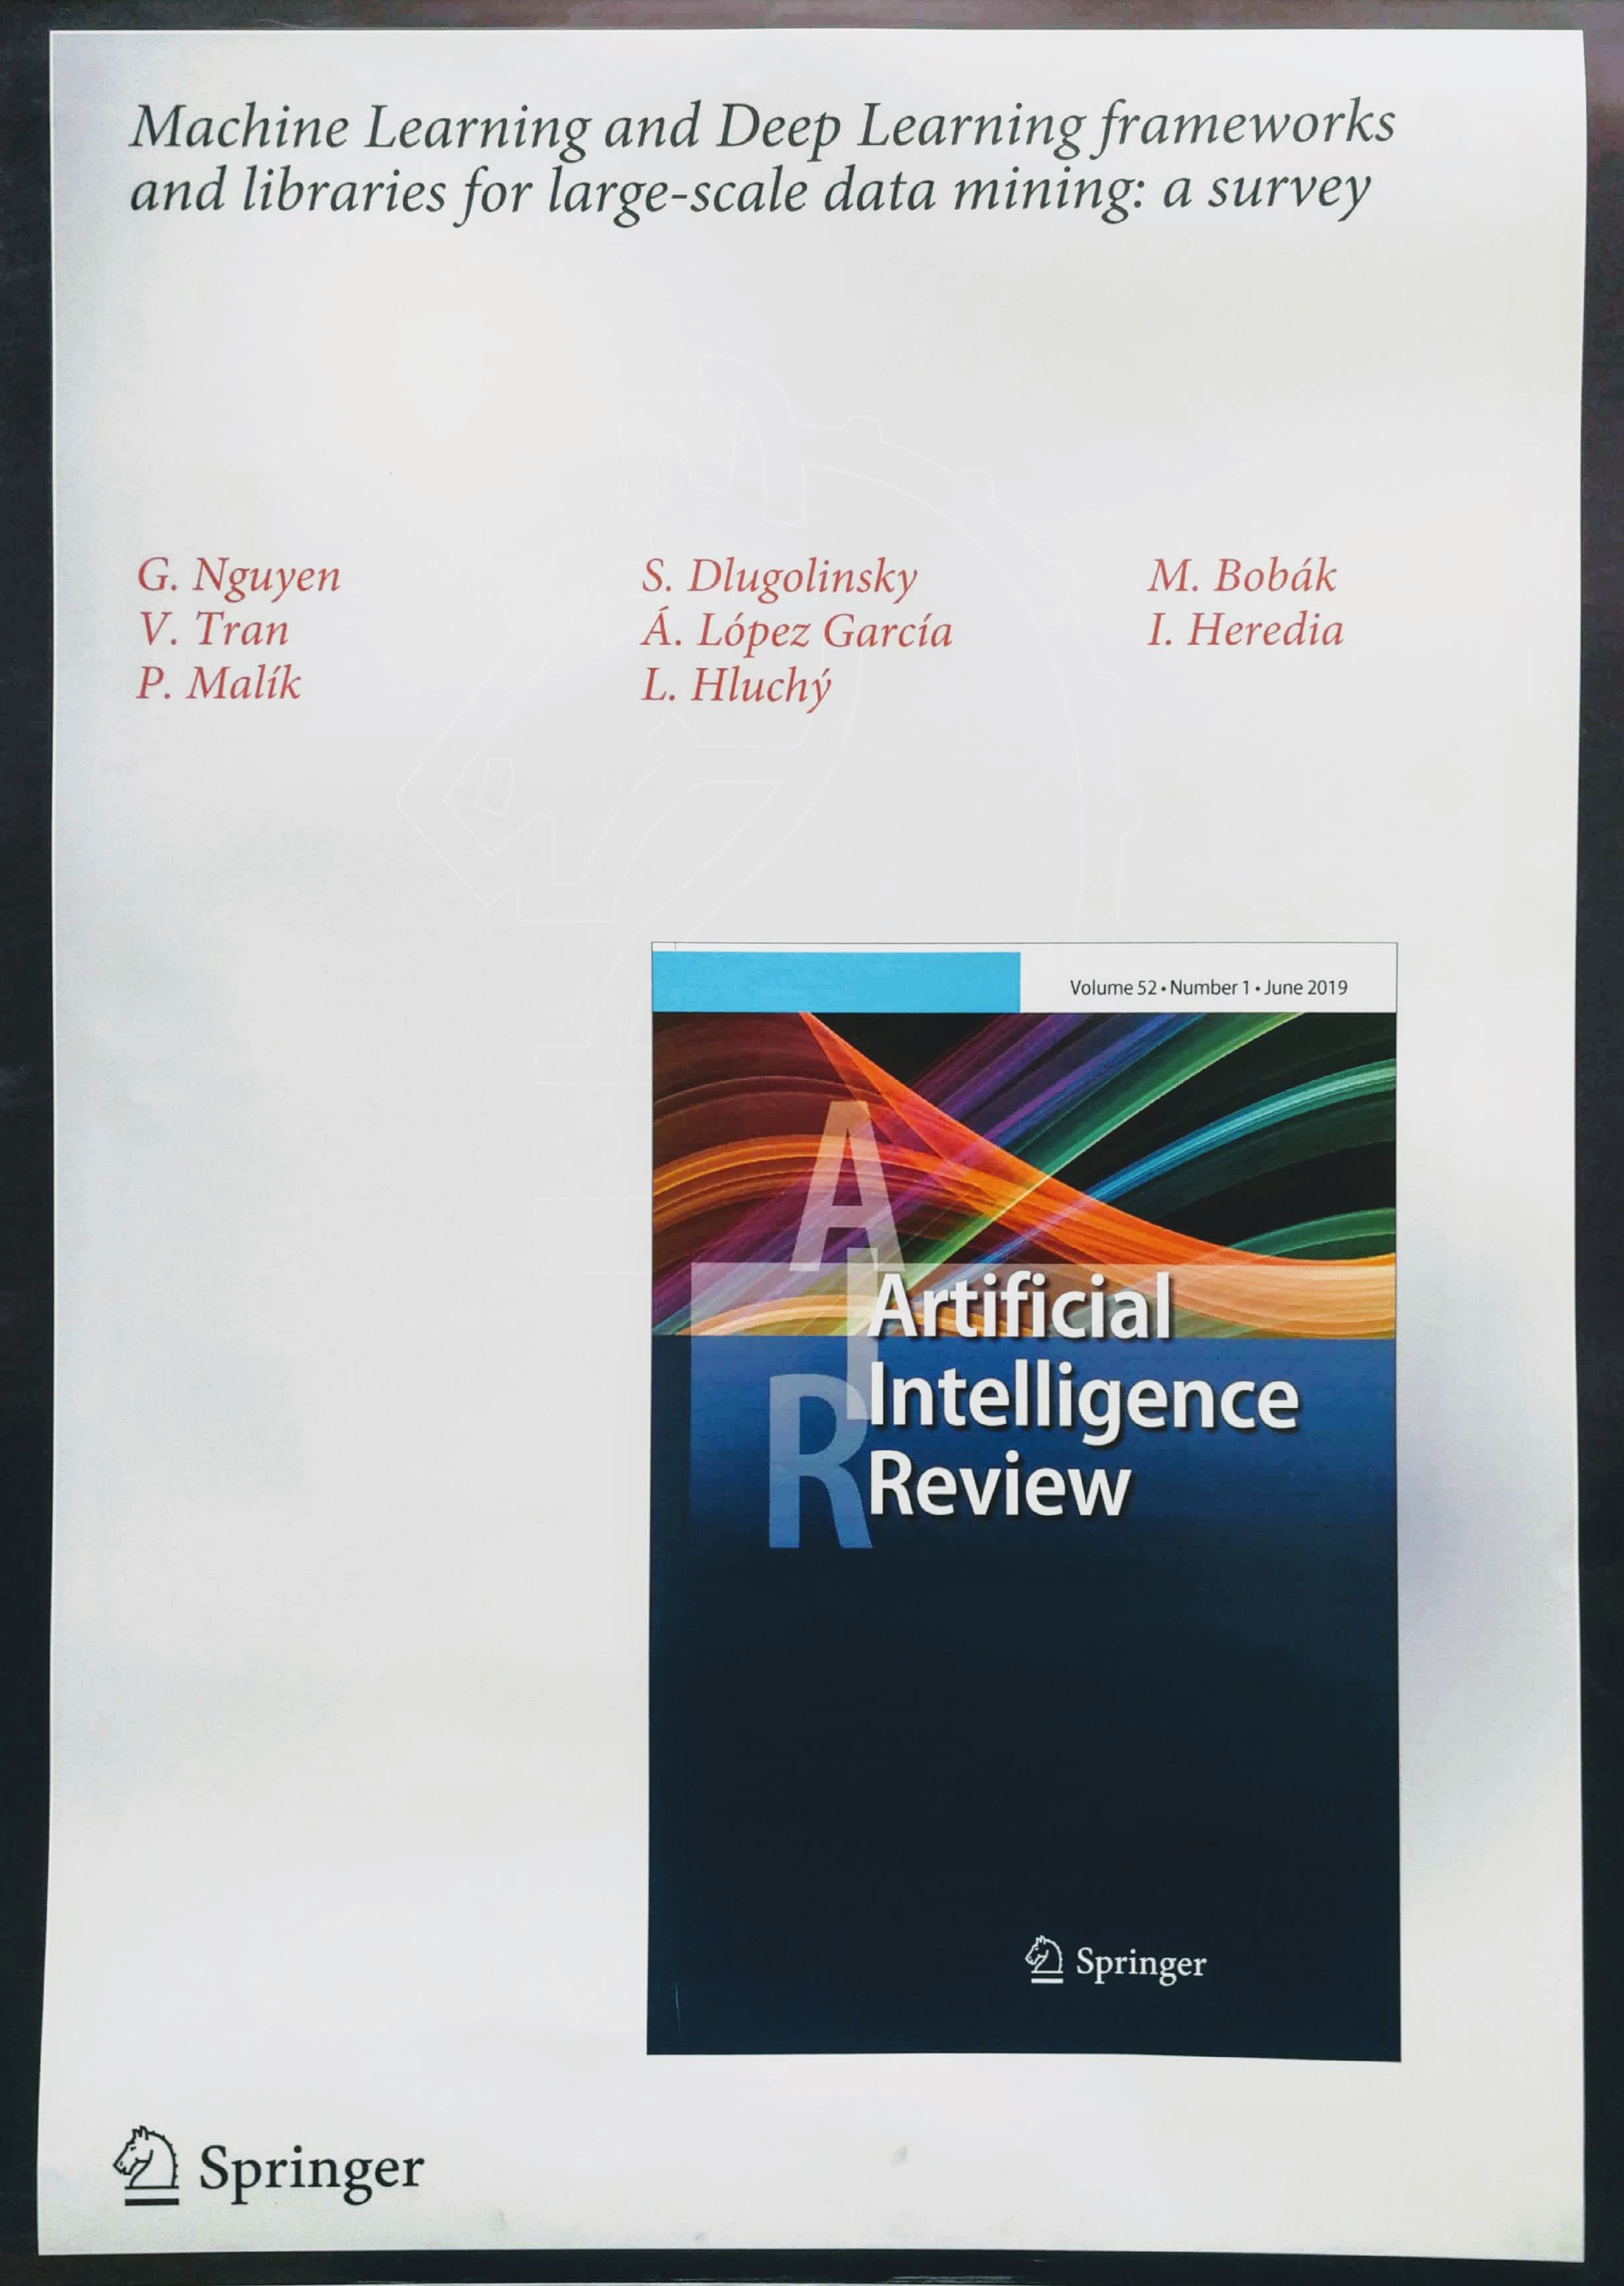 Machine Learning and Deep Learning frameworks
and libraries for large-scale data mining: a survey
G. Nguyen
S. Dlugolinsky
M. Bobák
V. Tran
Á. López García
I. Heredia
P. Malík
L. Hluchý
Volume 52 • Number 1 • June 2019
A
I
R
Artificial
Intelligence
Review
Springer
Springer